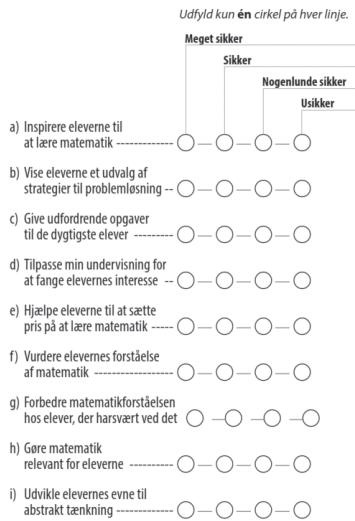 Udfyld kun én cirkel på hver linje.
Meget sikker
Sikker
Nogenlunde sikker
Usikker
a) Inspirere eleverne til
at lære matematik
b) Vise eleverne et udvalg af
strategier til problemløsning
c) Give udfordrende opgaver
til de dygtigste elever
d) Tilpasse min undervisning for
at fange elevernes interesse
e) Hjælpe eleverne til at sætte
pris på at lære matematik
f) Vurdere elevernes forståelse
af matematik
g) Forbedre matematikforståelsen
hos elever, der harsvært ved det
h) Gøre matematik
relevant for eleverne
i) Udvikle elevernes evne til
abstrakt tænkning